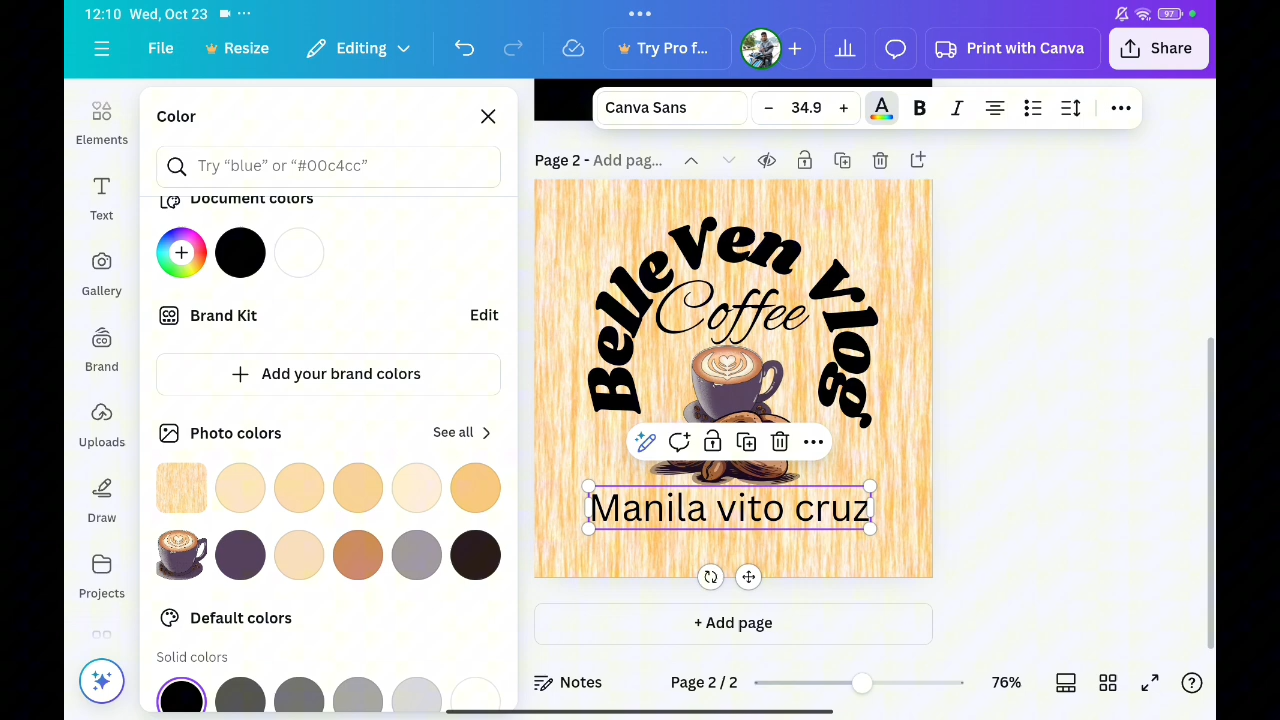 12:10 Wed, Oct 23
97
File
Resize
Editing
Try Pro f...
Print with Canva
Share
Elements
Text
Gallery
Brand
Uploads
Draw
Projects
Color
Try “blue” or “#00c4cc”
Document colors
Brand Kit
Edit
Add your brand colors
Photo colors
See all
Default colors
Solid colors
Canva Sans
− 34.9 +
A
B
I
Page 2 - Add pag...
BelleVen Vlog
Coffee
Manila vito cruz
+ Add page
Notes
Page 2 / 2
76%